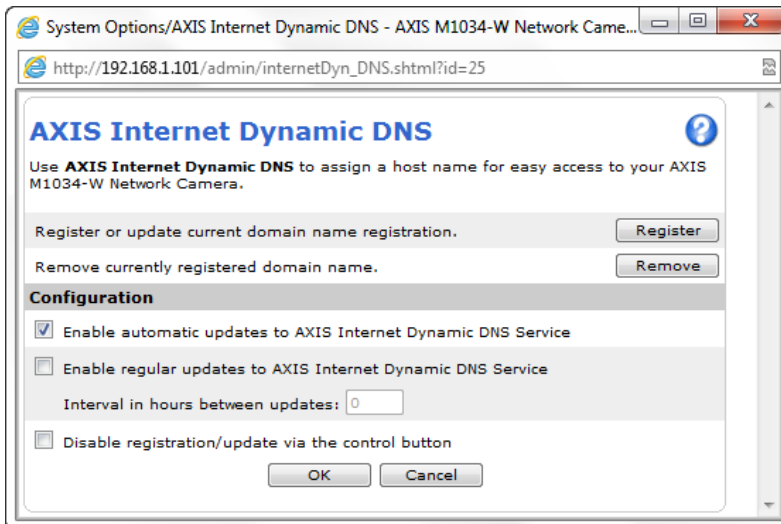 System Options/AXIS Internet Dynamic DNS - AXIS M1034-W Network Came...
http://192.168.1.101/admin/internetDyn_DNS.shtml?id=25
AXIS Internet Dynamic DNS
?
Use AXIS Internet Dynamic DNS to assign a host name for easy access to your AXIS
M1034-W Network Camera.
Register or update current domain name registration.
Register
Remove currently registered domain name.
Remove
Configuration
Enable automatic updates to AXIS Internet Dynamic DNS Service
Enable regular updates to AXIS Internet Dynamic DNS Service
Interval in hours between updates: 0
Disable registration/update via the control button
OK Cancel